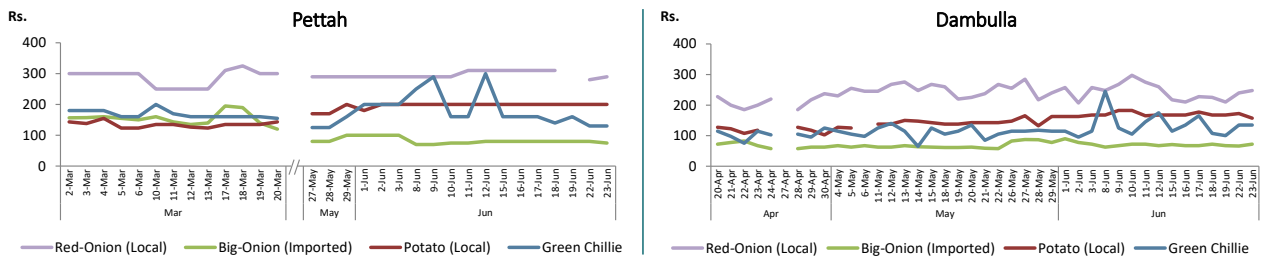 Rs.
Pettah
400
300
200
100
0
2-Mar
3-Mar
4-Mar
5-Mar
6-Mar
10-Mar
11-Mar
12-Mar
13-Mar
17-Mar
18-Mar
19-Mar
20-Mar
27-May
28-May
29-May
1-Jun
2-Jun
3-Jun
8-Jun
9-Jun
10-Jun
11-Jun
12-Jun
15-Jun
16-Jun
17-Jun
18-Jun
19-Jun
22-Jun
23-Jun
Mar
May
Jun
Red-Onion (Local) Big-Onion (Imported) Potato (Local) Green Chillie
Rs.
Dambulla
400
300
200
100
0
20-Apr
21-Apr
22-Apr
23-Apr
24-Apr
27-Apr
28-Apr
29-Apr
30-Apr
4-May
5-May
6-May
11-May
12-May
13-May
14-May
15-May
18-May
19-May
20-May
21-May
22-May
26-May
27-May
28-May
29-May
1-Jun
2-Jun
3-Jun
8-Jun
9-Jun
10-Jun
11-Jun
12-Jun
15-Jun
16-Jun
17-Jun
18-Jun
19-Jun
22-Jun
23-Jun
Apr
May
Jun
Red-Onion (Local) Big-Onion (Imported) Potato (Local) Green Chillie